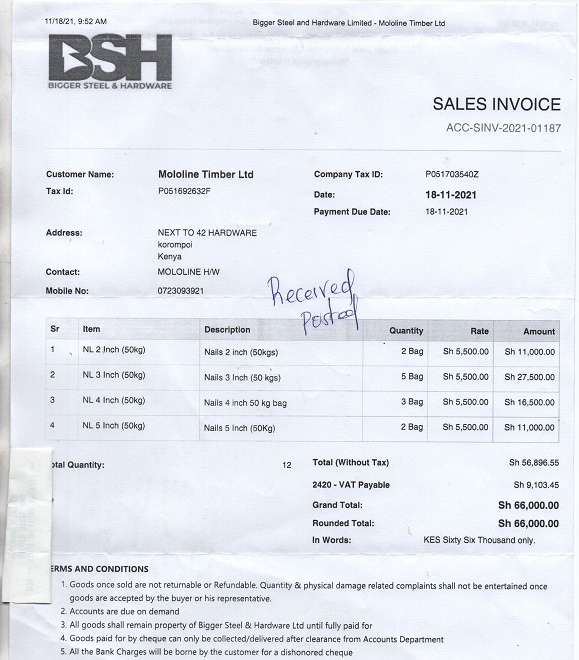 11/18/21, 9:52 AM Bigger Steel and Hardware Limited - Mololine Timber Ltd
BSH
BIGGER STEEL & HARDWARE
SALES INVOICE
ACC-SINV-2021-01187
Customer Name: Mololine Timber Ltd Company Tax ID: P051703540Z
Tax Id: P051692632F Date: 18-11-2021
Payment Due Date: 18-11-2021
Address: NEXT TO 42 HARDWARE
korompoi
Kenya
Contact: MOLOLINE H/W
Mobile No: 0723093921
Received
Posted
Sr Item Description Quantity Rate Amount
1 NL 2 Inch (50kg) Nails 2 inch (50kgs) 2 Bag Sh 5,500.00 Sh 11,000.00
2 NL 3 Inch (50kg) Nails 3 Inch (50 kgs) 5 Bag Sh 5,500.00 Sh 27,500.00
3 NL 4 Inch (50kg) Nails 4 inch 50 kg bag 3 Bag Sh 5,500.00 Sh 16,500.00
4 NL 5 Inch (50kg) Nails 5 Inch (50Kg) 2 Bag Sh 5,500.00 Sh 11,000.00
otal Quantity: 12 Total (Without Tax) Sh 56,896.55
2420 - VAT Payable Sh 9,103.45
Grand Total: Sh 66,000.00
Rounded Total: Sh 66,000.00
In Words: KES Sixty Six Thousand only.
ERMS AND CONDITIONS
1. Goods once sold are not returnable or Refundable. Quantity & physical damage related complaints shall not be entertained once
goods are accepted by the buyer or his representative.
2. Accounts are due on demand
3. All goods shall remain property of Bigger Steel & Hardware Ltd until fully paid for
4. Goods paid for by cheque can only be collected/delivered after clearance from Accounts Department
5. All the Bank Charges will be borne by the customer for a dishonored cheque